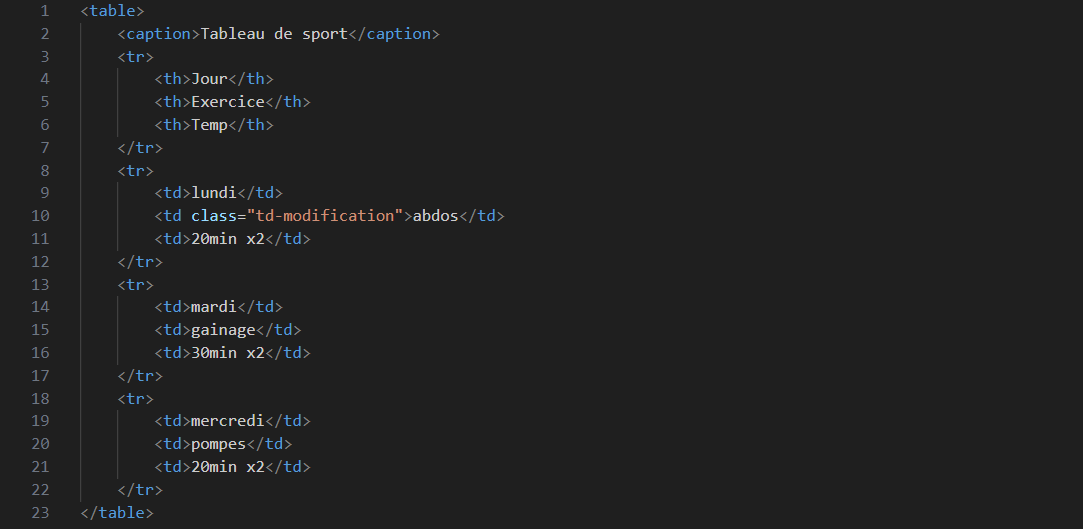 1 <table>
2 <caption>Tableau de sport</caption>
3 <tr>
4 <th>Jour</th>
5 <th>Exercice</th>
6 <th>Temp</th>
7 </tr>
8 <tr>
9 <td>lundi</td>
10 <td class="td-modification">abdos</td>
11 <td>20min x2</td>
12 </tr>
13 <tr>
14 <td>mardi</td>
15 <td>gainage</td>
16 <td>30min x2</td>
17 </tr>
18 <tr>
19 <td>mercredi</td>
20 <td>pompes</td>
21 <td>20min x2</td>
22 </tr>
23 </table>